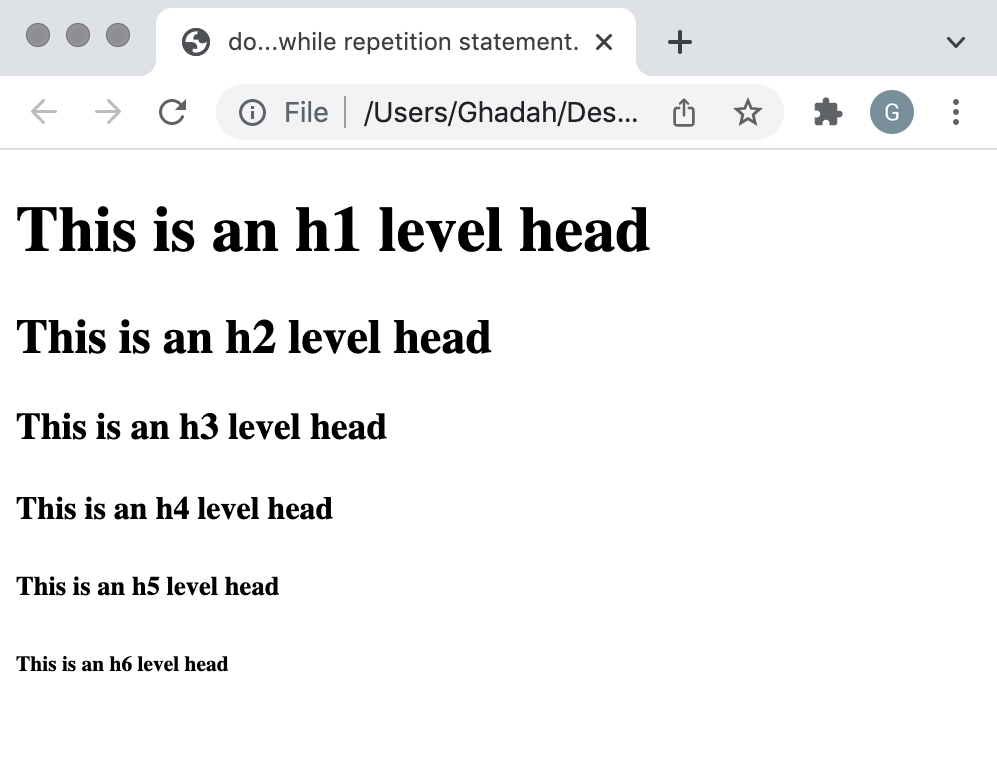 do...while repetition statement.
File /Users/Ghadah/Des...
G
This is an h1 level head
This is an h2 level head
This is an h3 level head
This is an h4 level head
This is an h5 level head
This is an h6 level head